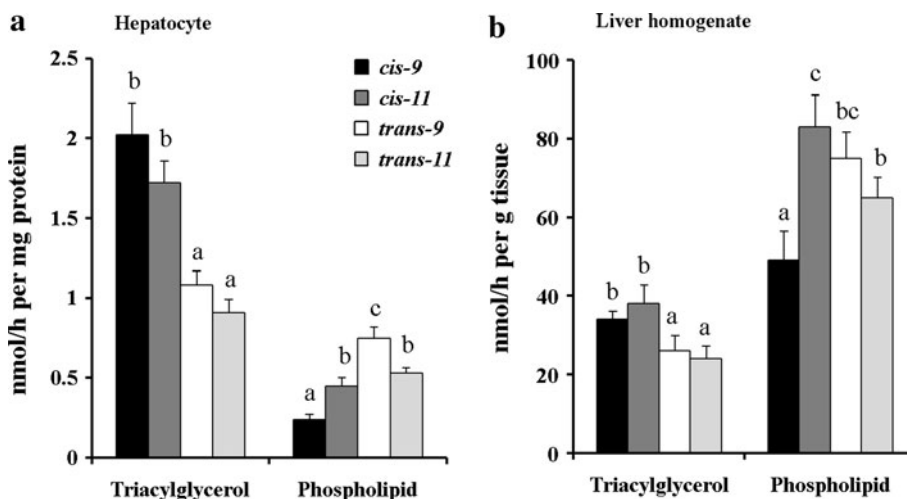 a Hepatocyte
2.5
2
1.5
1
0.5
0
nmol/h per mg protein
b
b
a
a
a
b
c
b
cis-9
cis-11
trans-9
trans-11
Triacylglycerol Phospholipid
b Liver homogenate
100
80
60
40
20
0
nmol/h per g tissue
b
b
a
a
a
c
bc
b
Triacylglycerol Phospholipid